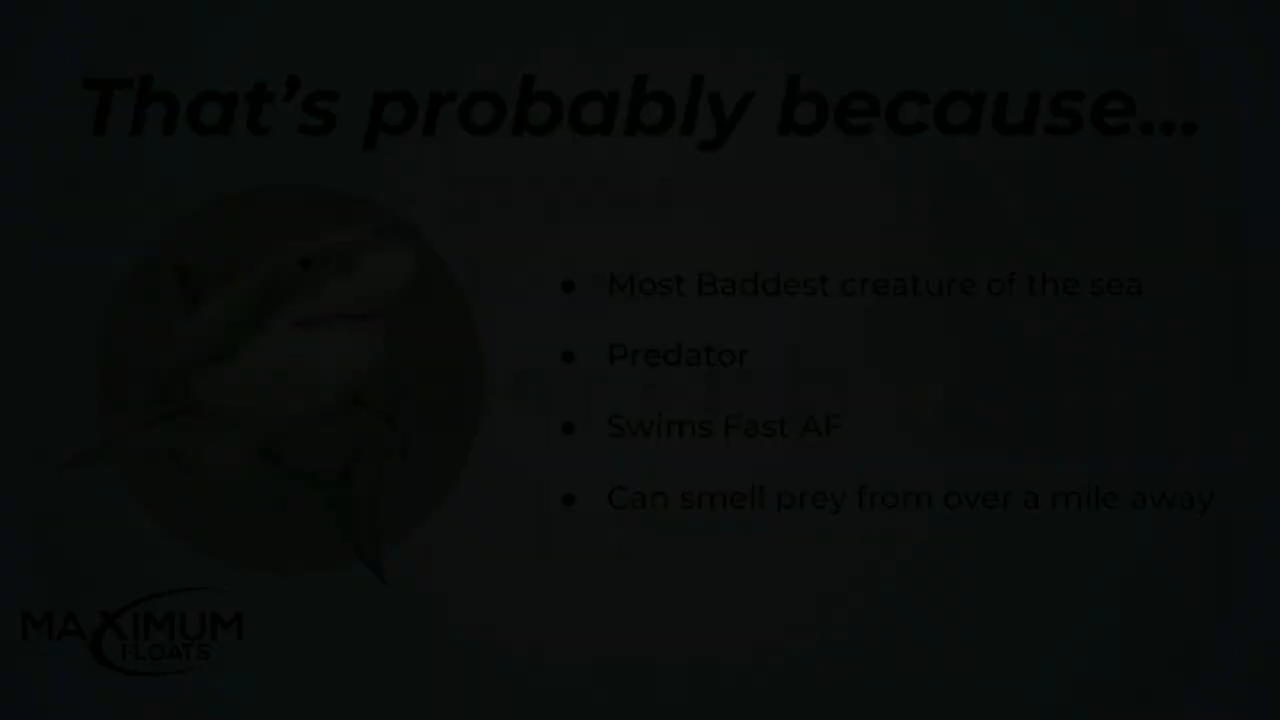 That's probably because...
● Most Baddest creature of the sea
● Predator
● Swims Fast AF
● Can smell prey from over a mile away
MAXIMUM
FLOATS